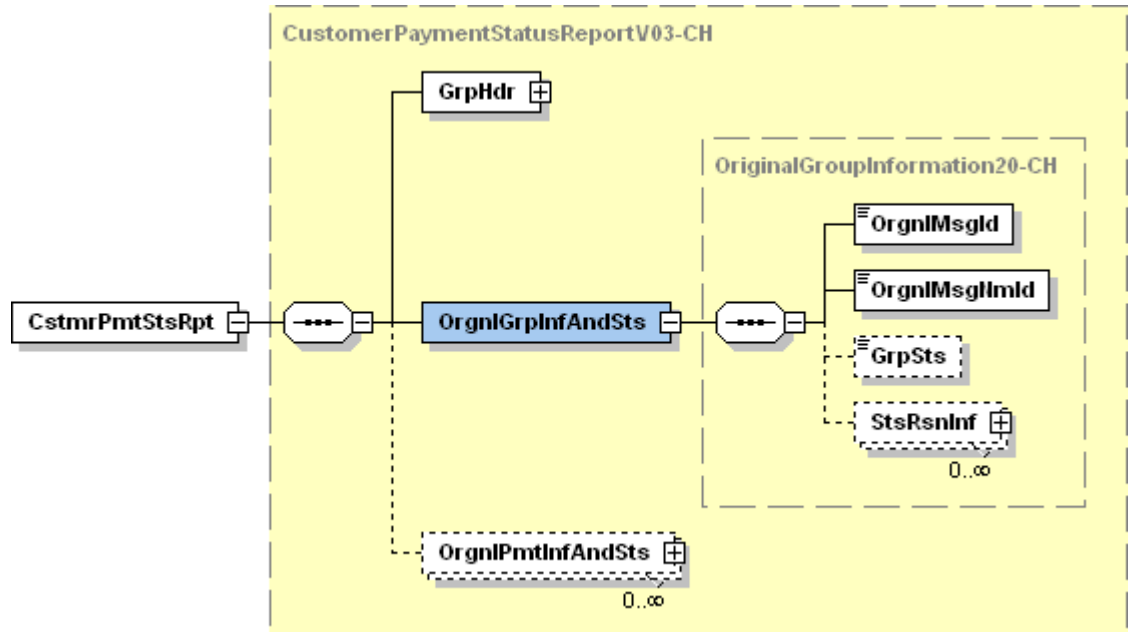 CustomerPaymentStatusReportV03-CH
GrpHdr
OriginalGroupInformation20-CH
OrgnlMsgId
OrgnlMsgNmId
CstmrPmtStsRpt
OrgnlGrpInfAndSts
GrpSts
StsRsnInf
0..∞
OrgnlPmtInfAndSts
0..∞